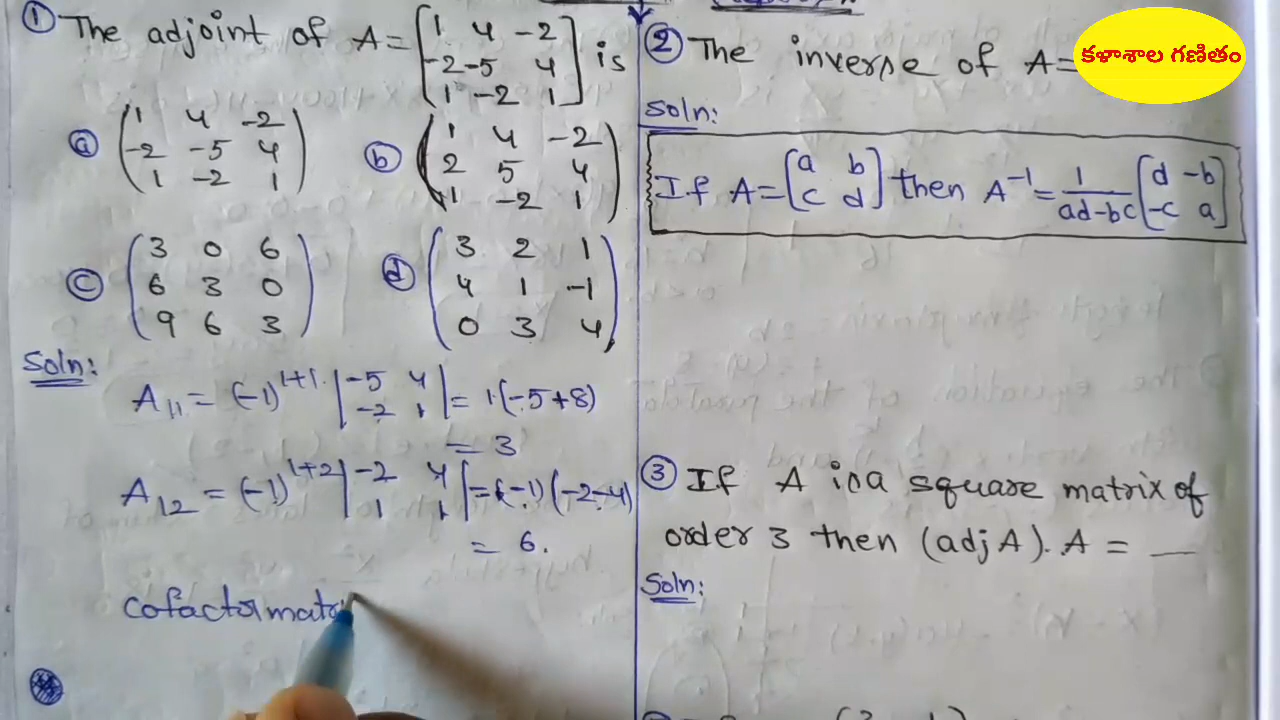 ① The adjoint of A = [1 4 -2
-2 -5 4
1 -2 1] is
ⓐ (1 4 -2
-2 -5 4
1 -2 1)
ⓑ (1 4 -2
2 5 4
1 -2 1)
ⓒ (3 0 6
6 3 0
9 6 3)
ⓓ (3 2 1
4 1 -1
0 3 4)
Soln:
A₁₁ = (-1)¹⁺¹ |-5 4
-2 1| = 1(-5+8)
= 3
A₁₂ = (-1)¹⁺² |-2 4
1 1| = (-1)(-2-4)
= 6.
cofactor
② The inverse of A=
కళాశాల గణితం
Soln:
If A = [a b
c d] then A⁻¹ = 1/(ad-bc) [d -b
-c a]
③ If A is a square matrix of
order 3 then (adj A). A = __
Soln: